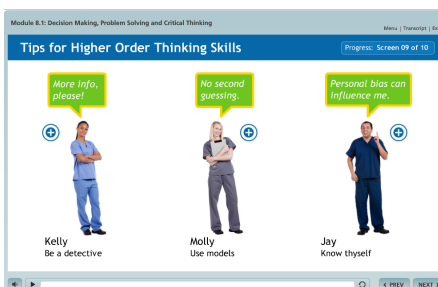 Module 8.1: Decision Making, Problem Solving and Critical Thinking
Menu | Transcript |
Tips for Higher Order Thinking Skills
Progress: Screen 09 of 10
More info,
please!
No second
guessing.
Personal bias can
influence me.
Kelly
Be a detective
Molly
Use models
Jay
Know thyself
< PREV
NEXT >